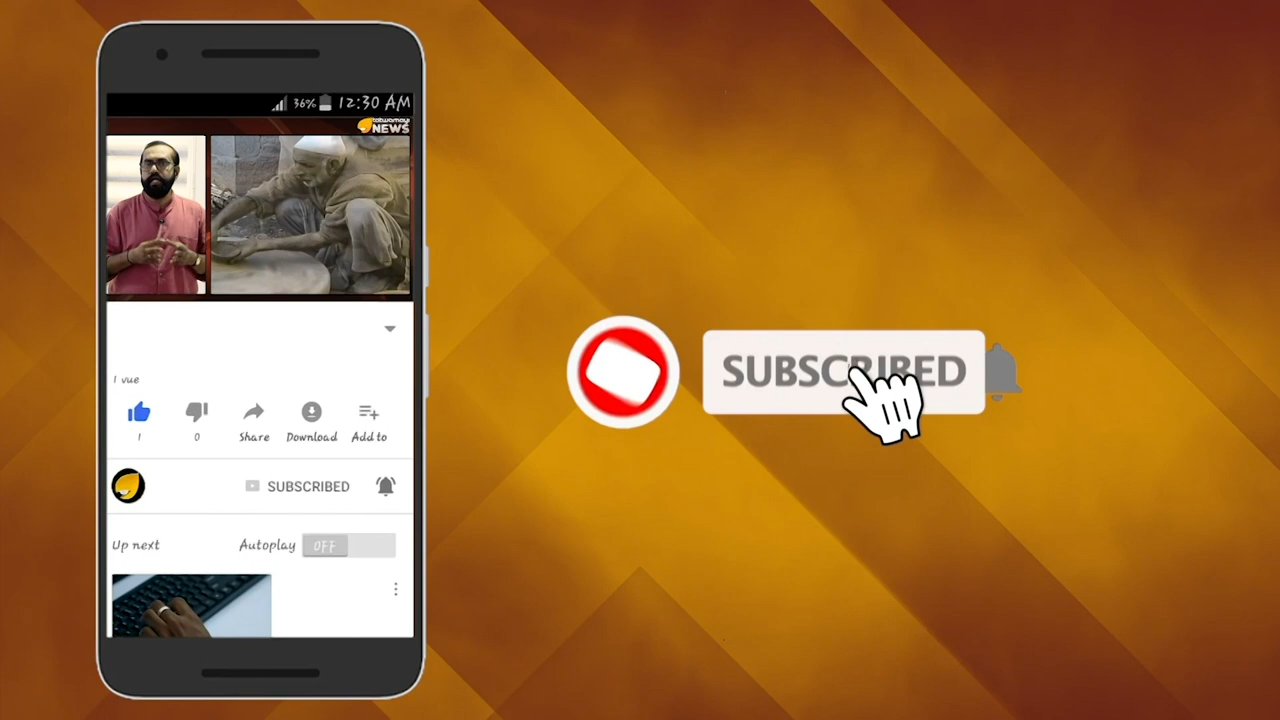 36% 12:30 AM
tatwamayi
NEWS
1 vue
1 0 Share Download Add to
SUBSCRIBED
Up next Autoplay OFF
SUBSCRIBED